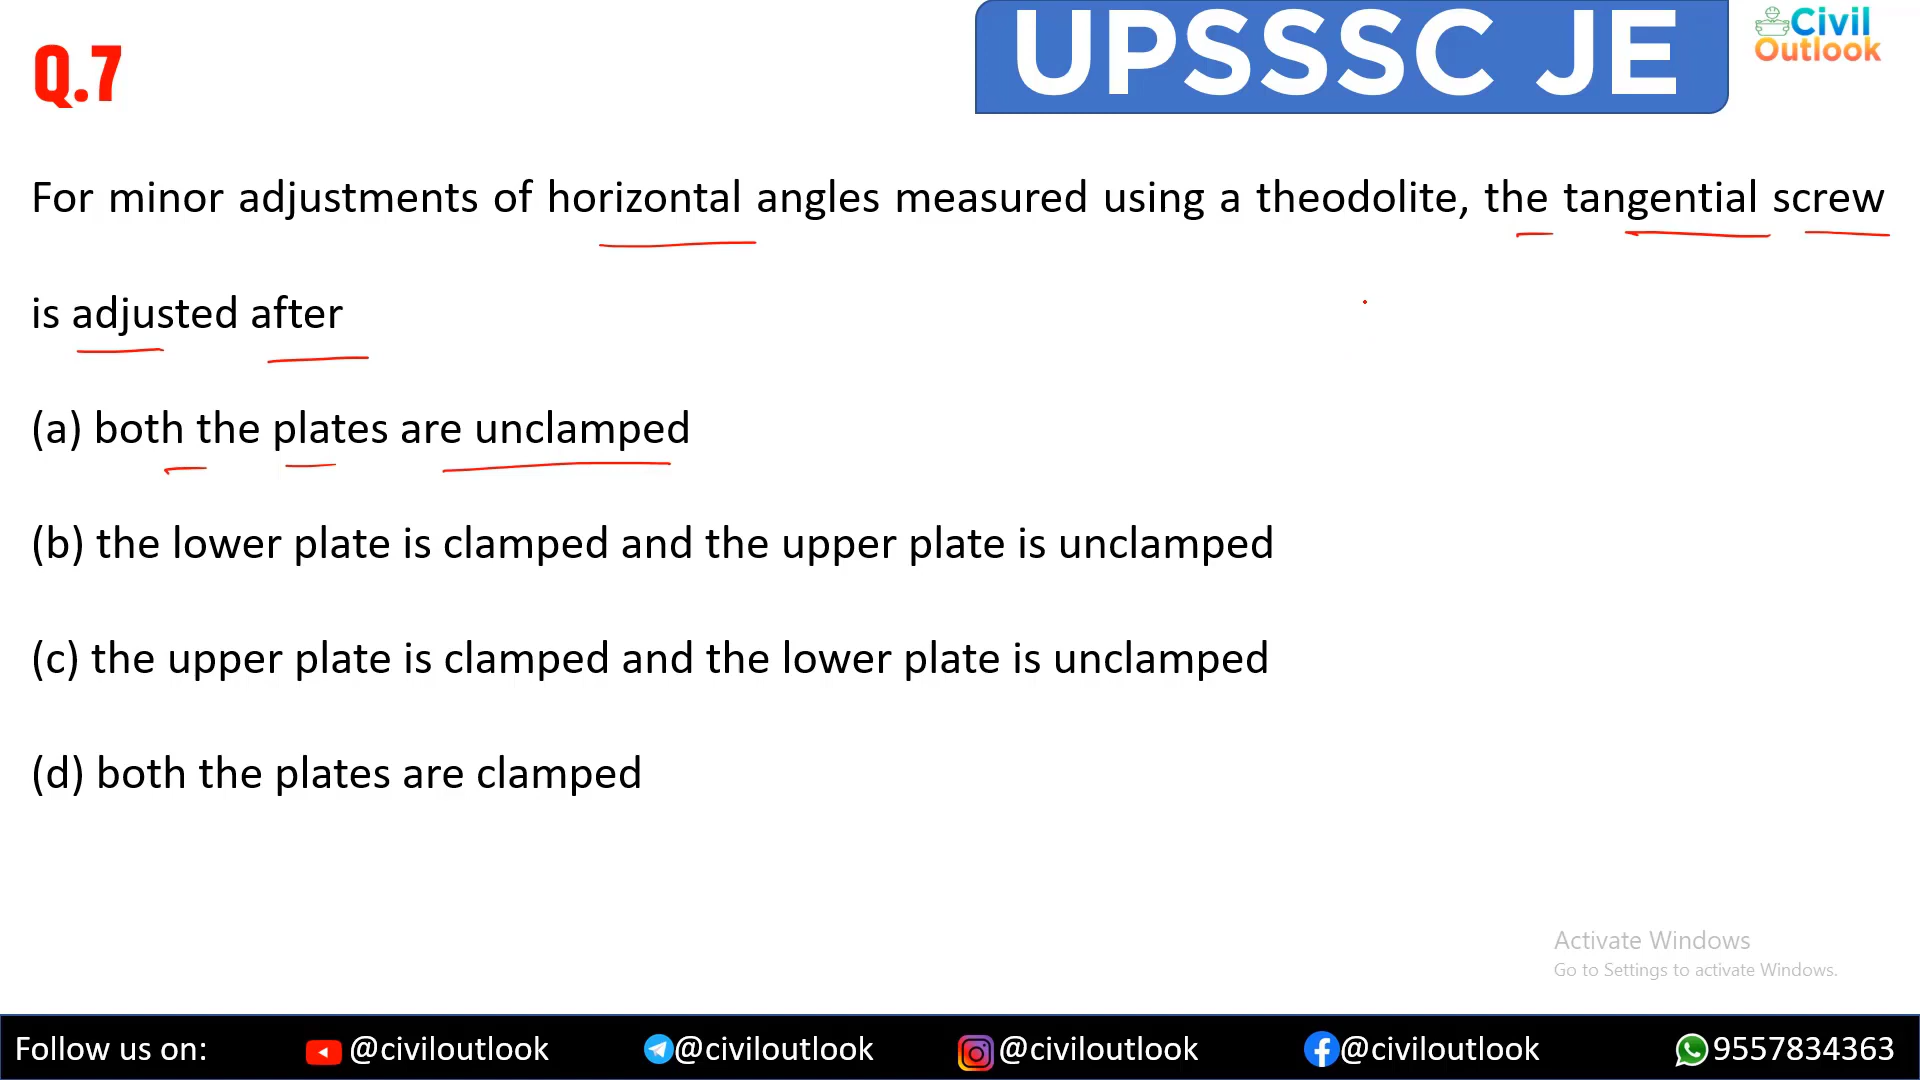 Q.7
UPSSSC JE
Civil
Outlook
For minor adjustments of horizontal angles measured using a theodolite, the tangential screw
is adjusted after
(a) both the plates are unclamped
(b) the lower plate is clamped and the upper plate is unclamped
(c) the upper plate is clamped and the lower plate is unclamped
(d) both the plates are clamped
Activate Windows
Go to Settings to activate Windows.
Follow us on: @civiloutlook @civiloutlook @civiloutlook @civiloutlook 9557834363